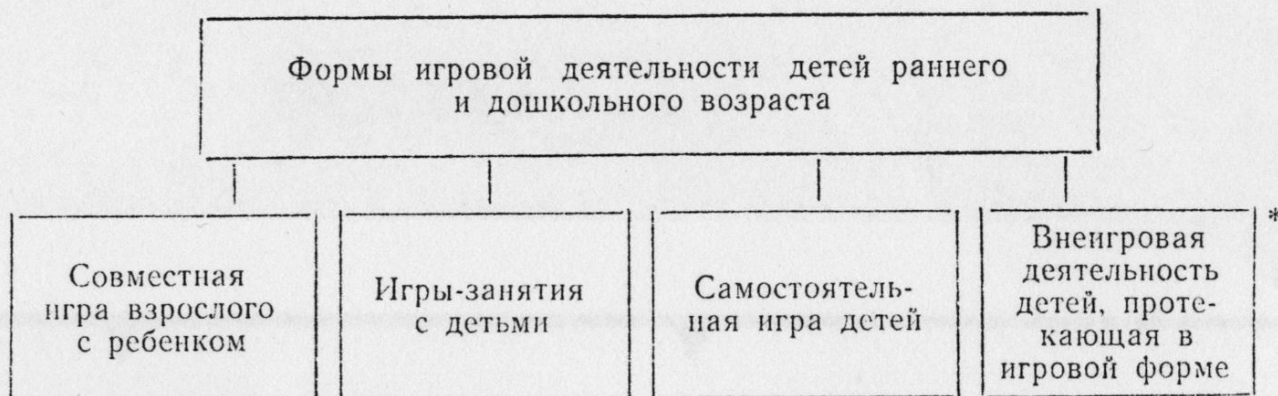 Формы игровой деятельности детей раннего
и дошкольного возраста
Совместная
игра взрослого
с ребенком
Игры-занятия
с детьми
Самостоятель-
ная игра детей
Внеигровая
деятельность
детей, проте-
кающая в
игровой форме
*